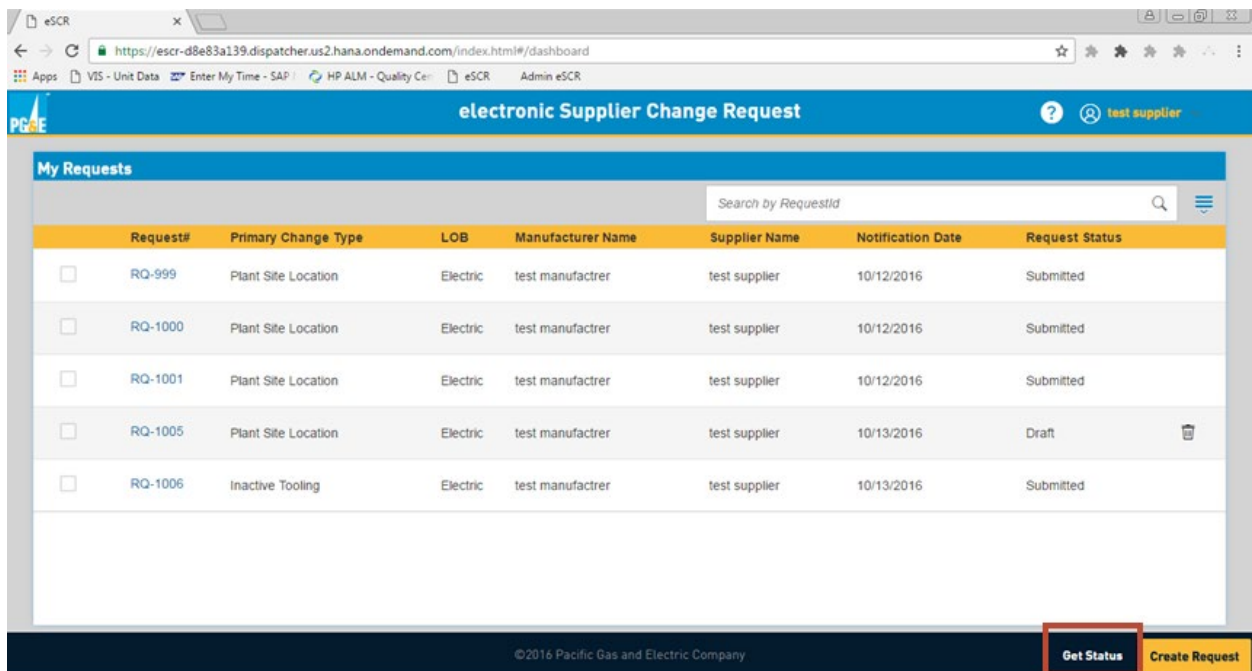 eSCR
https://escr-d8e83a139.dispatcher.us2.hana.ondemand.com/index.html#/dashboard
Apps VIS - Unit Data Enter My Time - SAP HP ALM - Quality Cen eSCR Admin eSCR
PG&E electronic Supplier Change Request ? test supplier
My Requests
Search by RequestId
Request# Primary Change Type LOB Manufacturer Name Supplier Name Notification Date Request Status
RQ-999 Plant Site Location Electric test manufactrer test supplier 10/12/2016 Submitted
RQ-1000 Plant Site Location Electric test manufactrer test supplier 10/12/2016 Submitted
RQ-1001 Plant Site Location Electric test manufactrer test supplier 10/12/2016 Submitted
RQ-1005 Plant Site Location Electric test manufactrer test supplier 10/13/2016 Draft
RQ-1006 Inactive Tooling Electric test manufactrer test supplier 10/13/2016 Submitted
©2016 Pacific Gas and Electric Company Get Status Create Request